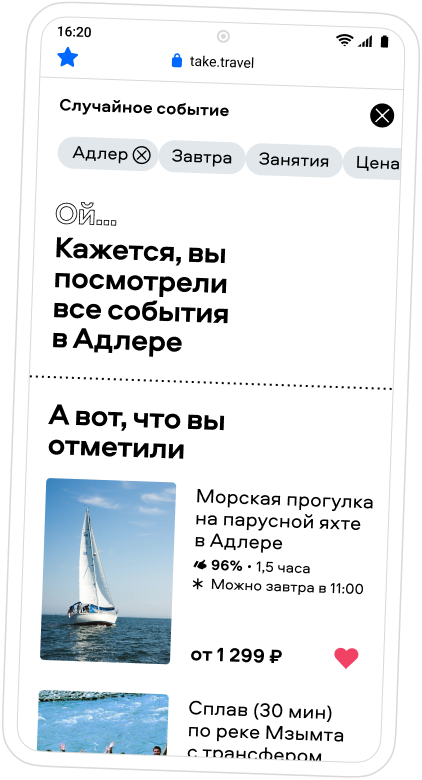 16:20
take.travel
Случайное событие
Адлер
Завтра
Занятия
Цена
Ой...
Кажется, вы
посмотрели
все события
в Адлере
А вот, что вы
отметили
Морская прогулка
на парусной яхте
в Адлере
96% • 1,5 часа
Можно завтра в 11:00
от 1 299 ₽
Сплав (30 мин)
по реке Мзымта
с трансфером